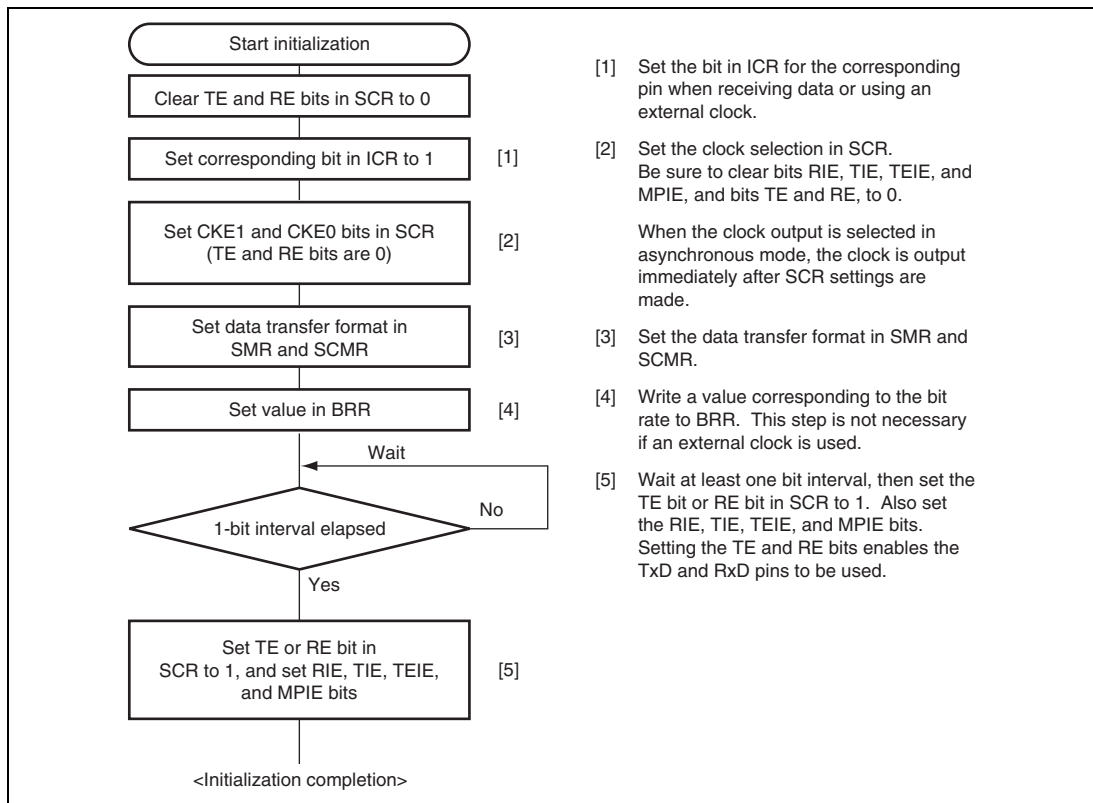 Start initialization
Clear TE and RE bits in SCR to 0
Set corresponding bit in ICR to 1
[1]
Set CKE1 and CKE0 bits in SCR
(TE and RE bits are 0)
[2]
Set data transfer format in
SMR and SCMR
[3]
Set value in BRR
[4]
Wait
No
1-bit interval elapsed
Yes
Set TE or RE bit in
SCR to 1, and set RIE, TIE, TEIE,
and MPIE bits
[5]
<Initialization completion>
[1] Set the bit in ICR for the corresponding
pin when receiving data or using an
external clock.
[2] Set the clock selection in SCR.
Be sure to clear bits RIE, TIE, TEIE, and
MPIE, and bits TE and RE, to 0.
When the clock output is selected in
asynchronous mode, the clock is output
immediately after SCR settings are
made.
[3] Set the data transfer format in SMR and
SCMR.
[4] Write a value corresponding to the bit
rate to BRR. This step is not necessary
if an external clock is used.
[5] Wait at least one bit interval, then set the
TE bit or RE bit in SCR to 1. Also set
the RIE, TIE, TEIE, and MPIE bits.
Setting the TE and RE bits enables the
TxD and RxD pins to be used.